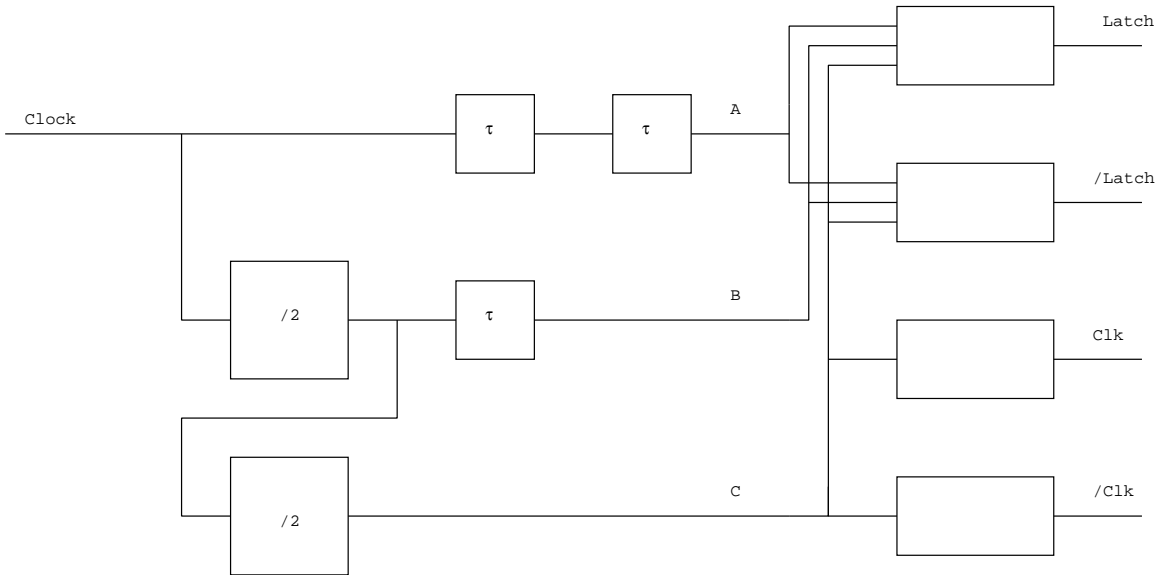 Latch
A
Clock
τ
τ
/Latch
B
/2
τ
Clk
C
/Clk
/2